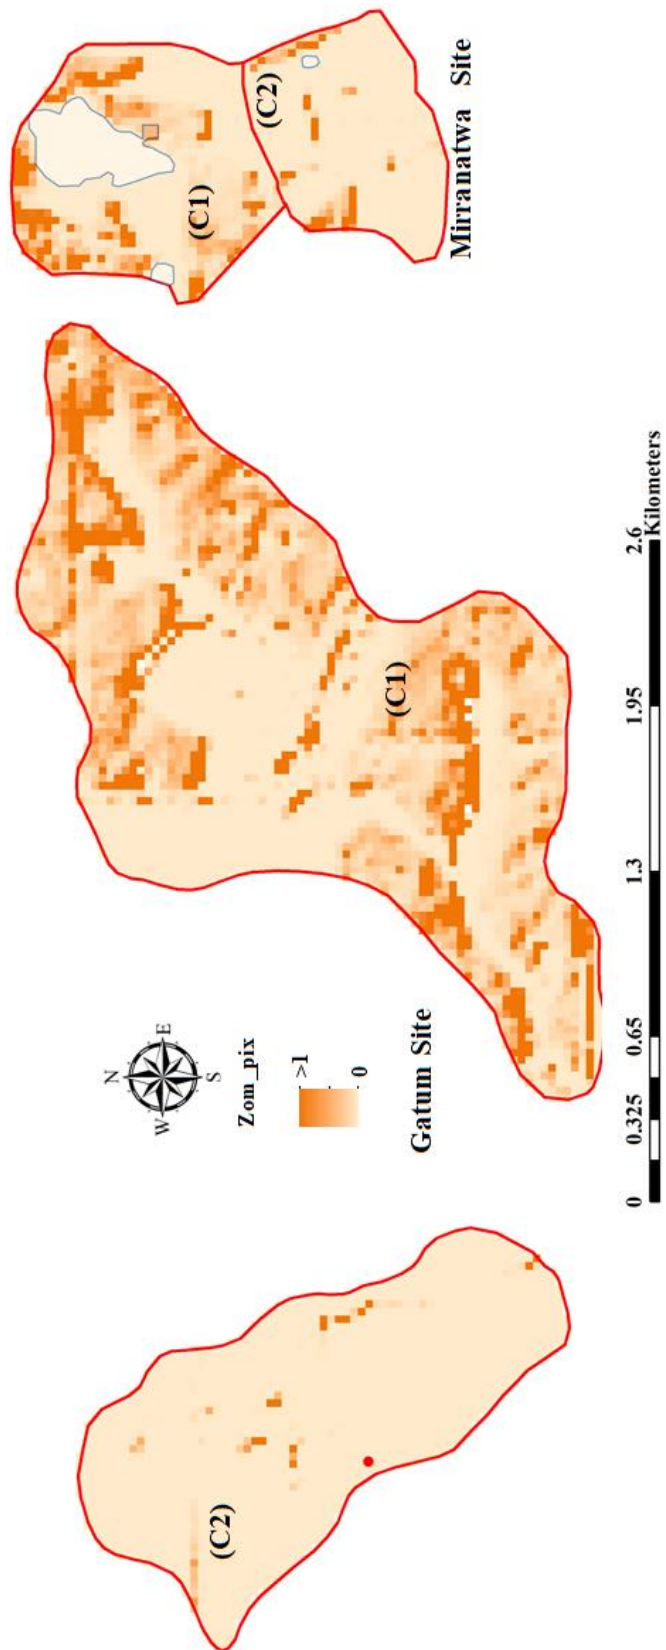 (C2)
N
W
E
S
Zom_pix
>1
0
Gatum Site
(C1)
(C1)
(C2)
Mirranatwa Site
0 0.325 0.65 1.3 1.95 2.6
Kilometers